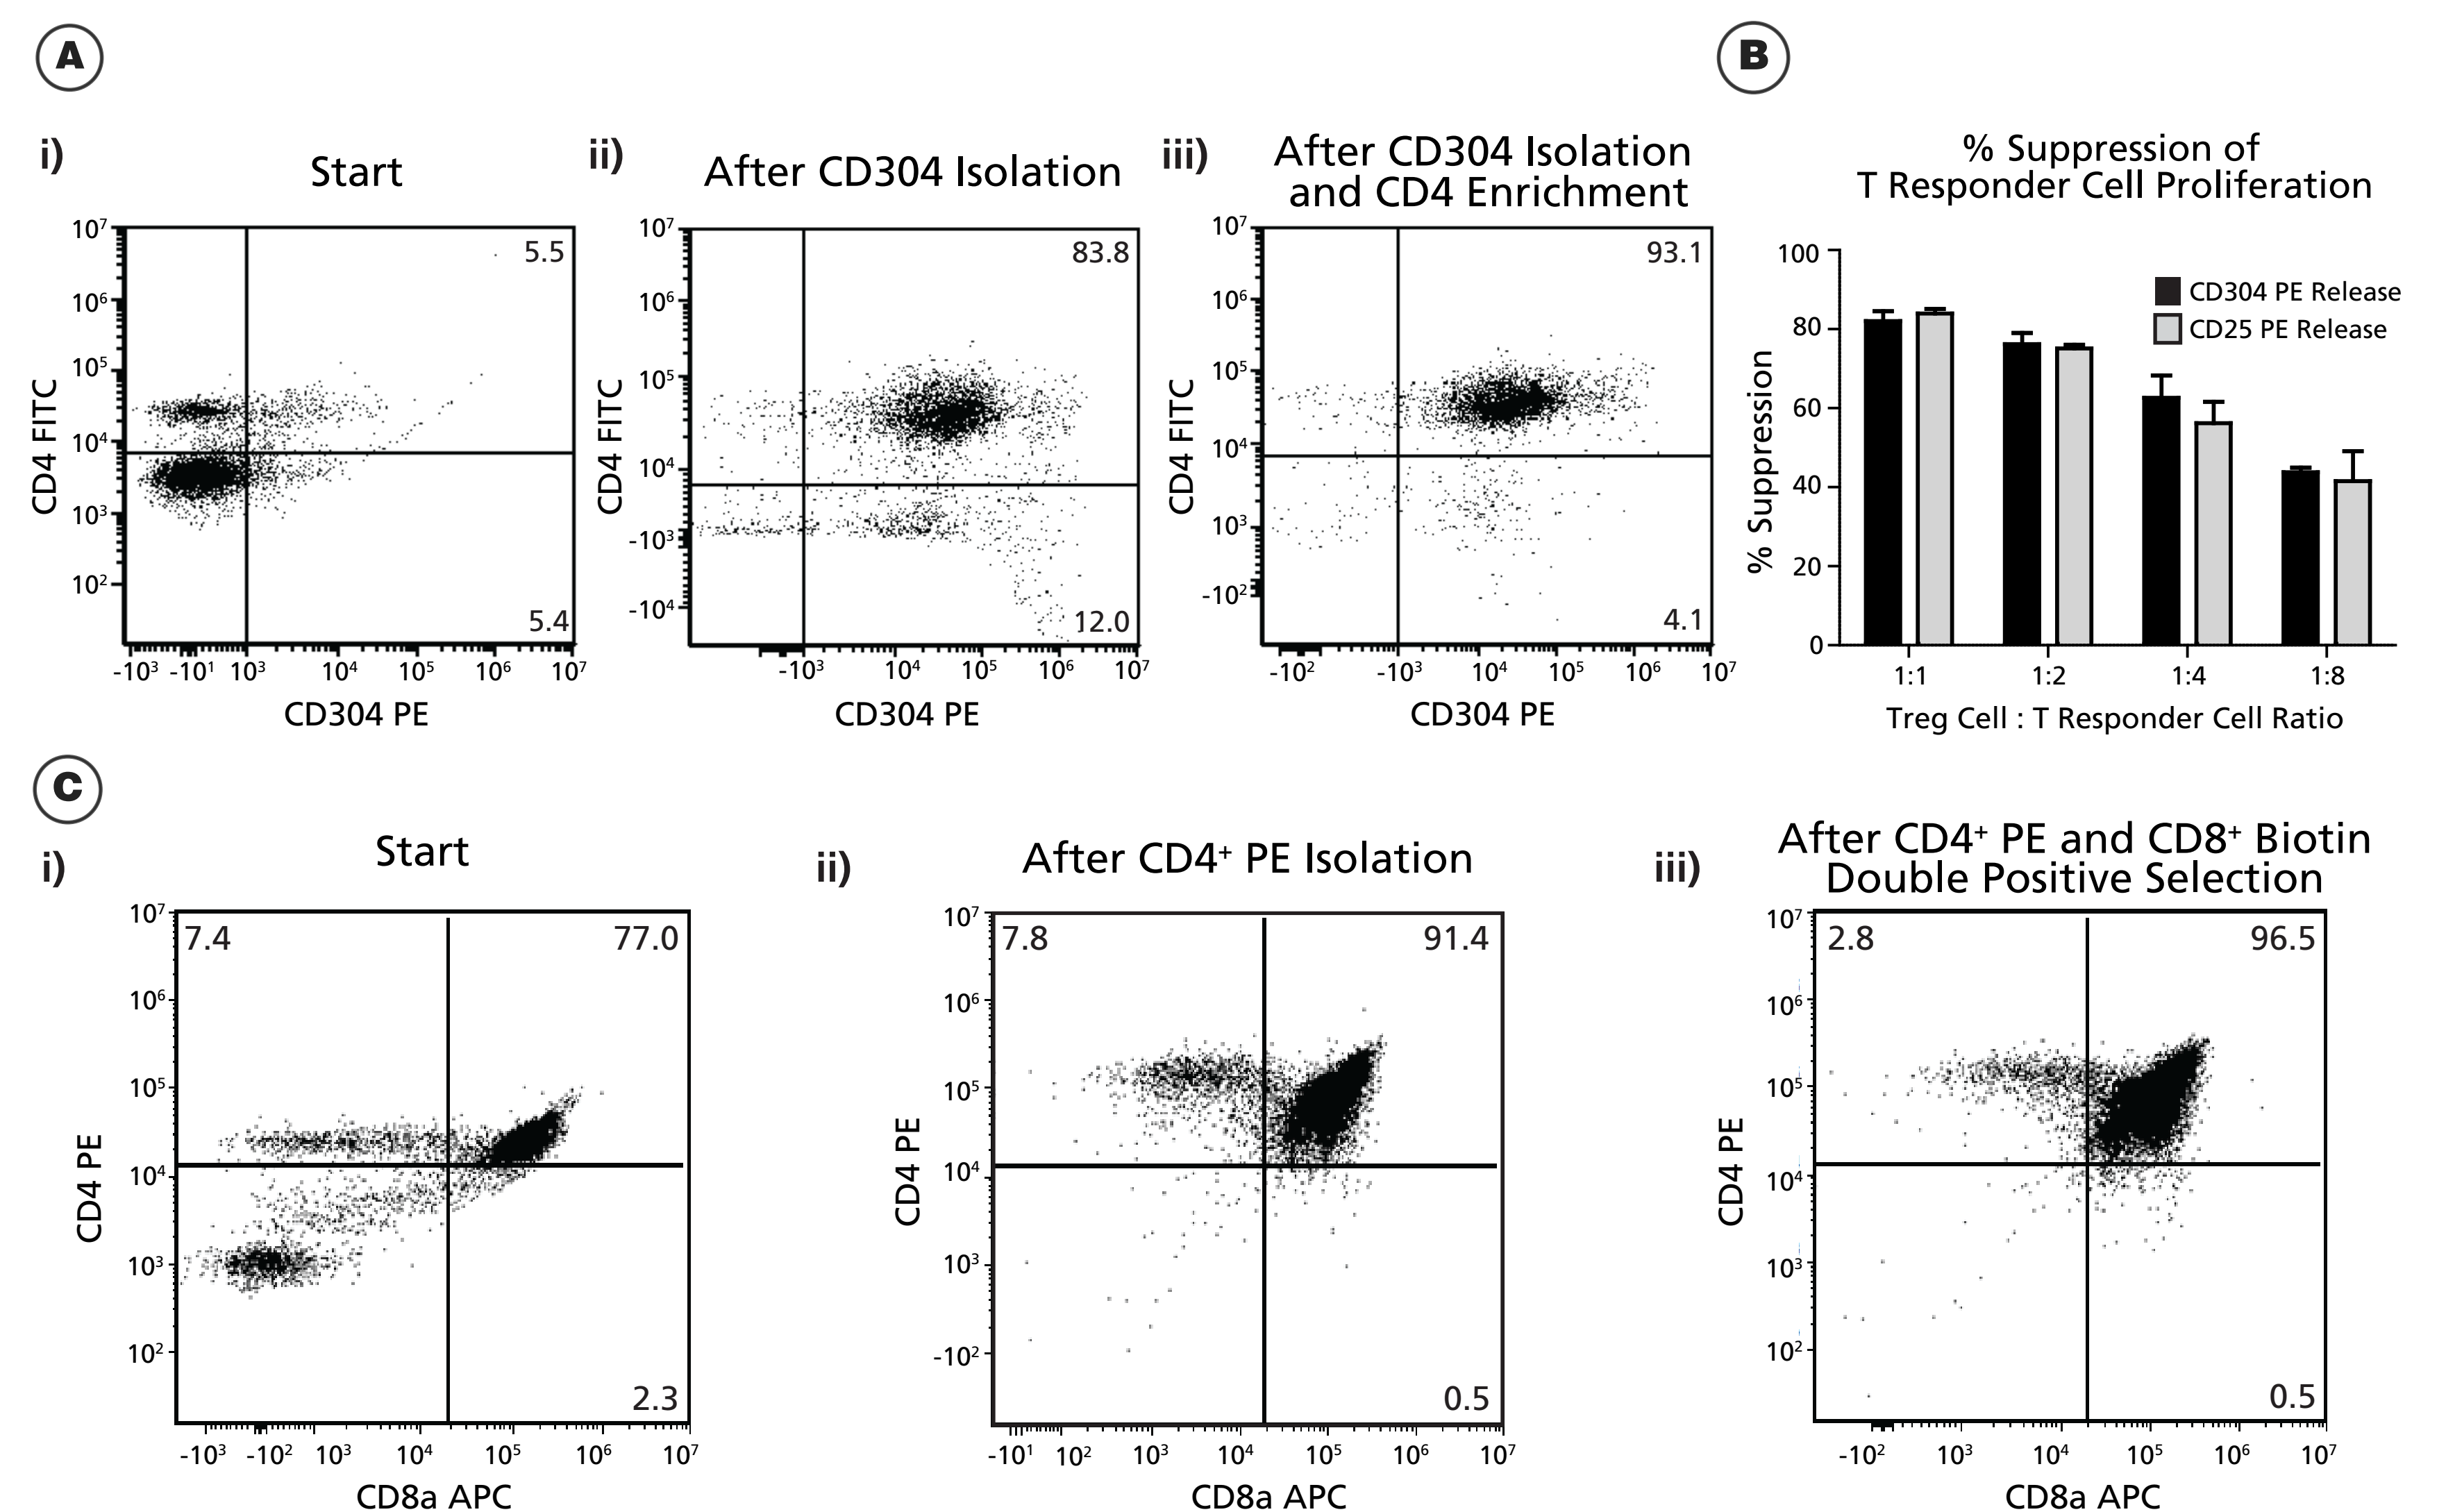 A
B
i)
Start
ii)
After CD304 Isolation
iii)
After CD304 Isolation
and CD4 Enrichment
% Suppression of
T Responder Cell Proliferation
10⁷
10⁶
10⁵
10⁴
10³
10²
CD4 FITC
5.5
5.4
-10³ -10¹ 10³ 10⁴ 10⁵ 10⁶ 10⁷
CD304 PE
10⁷
10⁶
10⁵
10⁴
-10³
-10⁴
CD4 FITC
83.8
12.0
-10³ 10⁴ 10⁵ 10⁶ 10⁷
CD304 PE
10⁷
10⁶
10⁵
10⁴
10³
-10²
CD4 FITC
93.1
4.1
-10² -10³ 10⁴ 10⁵ 10⁶ 10⁷
CD304 PE
100
80
60
40
20
0
% Suppression
CD304 PE Release
CD25 PE Release
1:1 1:2 1:4 1:8
Treg Cell : T Responder Cell Ratio
C
i)
Start
ii)
After CD4⁺ PE Isolation
iii)
After CD4⁺ PE and CD8⁺ Biotin
Double Positive Selection
10⁷
10⁶
10⁵
10⁴
10³
10²
CD4 PE
7.4
77.0
2.3
-10³ -10² 10³ 10⁴ 10⁵ 10⁶ 10⁷
CD8a APC
10⁷
10⁶
10⁵
10⁴
10³
-10²
CD4 PE
7.8
91.4
0.5
-10¹ 10² 10³ 10⁴ 10⁵ 10⁶ 10⁷
CD8a APC
10⁷
10⁶
10⁵
10⁴
10³
10²
CD4 PE
2.8
96.5
0.5
-10² 10³ 10⁴ 10⁵ 10⁶ 10⁷
CD8a APC